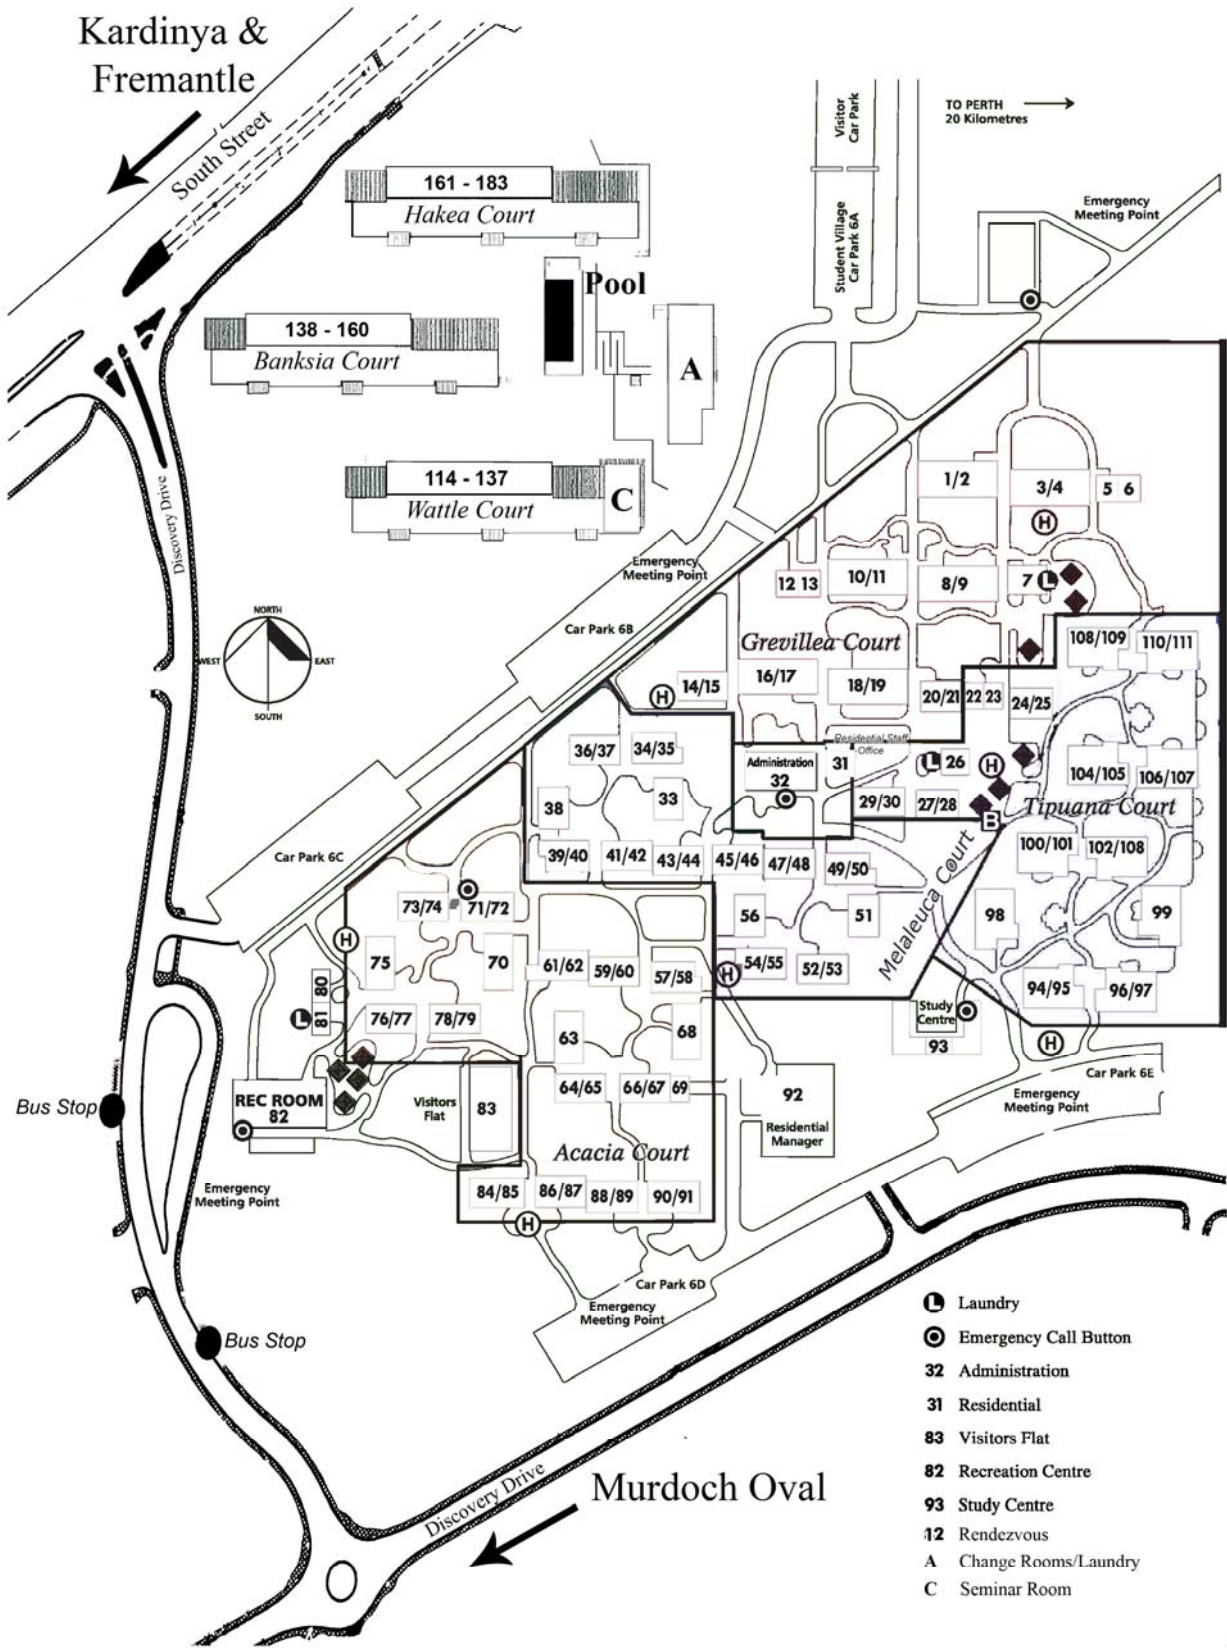 Kardinya &
Fremantle
South Street
Visitor
Car Park
TO PERTH
20 Kilometres
161 - 183
Hakea Court
Student Village
Car Park 6A
Emergency
Meeting Point
Pool
138 - 160
Banksia Court
A
114 - 137
Wattle Court
C
1/2
3/4
5 6
H
Discovery Drive
Emergency
Meeting Point
12 13
10/11
8/9
7
L
Car Park 6B
NORTH
WEST
EAST
SOUTH
Grevillea Court
108/109
110/111
H
14/15
16/17
18/19
20/21
22 23
24/25
36/37
34/35
Residential Staff
Office
Administration
32
31
L
26
H
104/105
106/107
38
33
29/30
27/28
Tipuana Court
B
Car Park 6C
39/40
41/42
43/44
45/46
47/48
49/50
Melaleuca Court
100/101
102/108
73/74
71/72
56
51
98
99
H
75
70
61/62
59/60
57/58
H
54/55
52/53
94/95
96/97
80
81
L
76/77
78/79
63
68
Study
Centre
93
H
Car Park 6E
Emergency
Meeting Point
Bus Stop
REC ROOM
82
Visitors
Flat
83
64/65
66/67
69
92
Residential
Manager
Acacia Court
Emergency
Meeting Point
84/85
86/87
88/89
90/91
H
Car Park 6D
Emergency
Meeting Point
Bus Stop
L Laundry
Emergency Call Button
32 Administration
31 Residential
83 Visitors Flat
82 Recreation Centre
93 Study Centre
12 Rendezvous
A Change Rooms/Laundry
C Seminar Room
Discovery Drive
Murdoch Oval